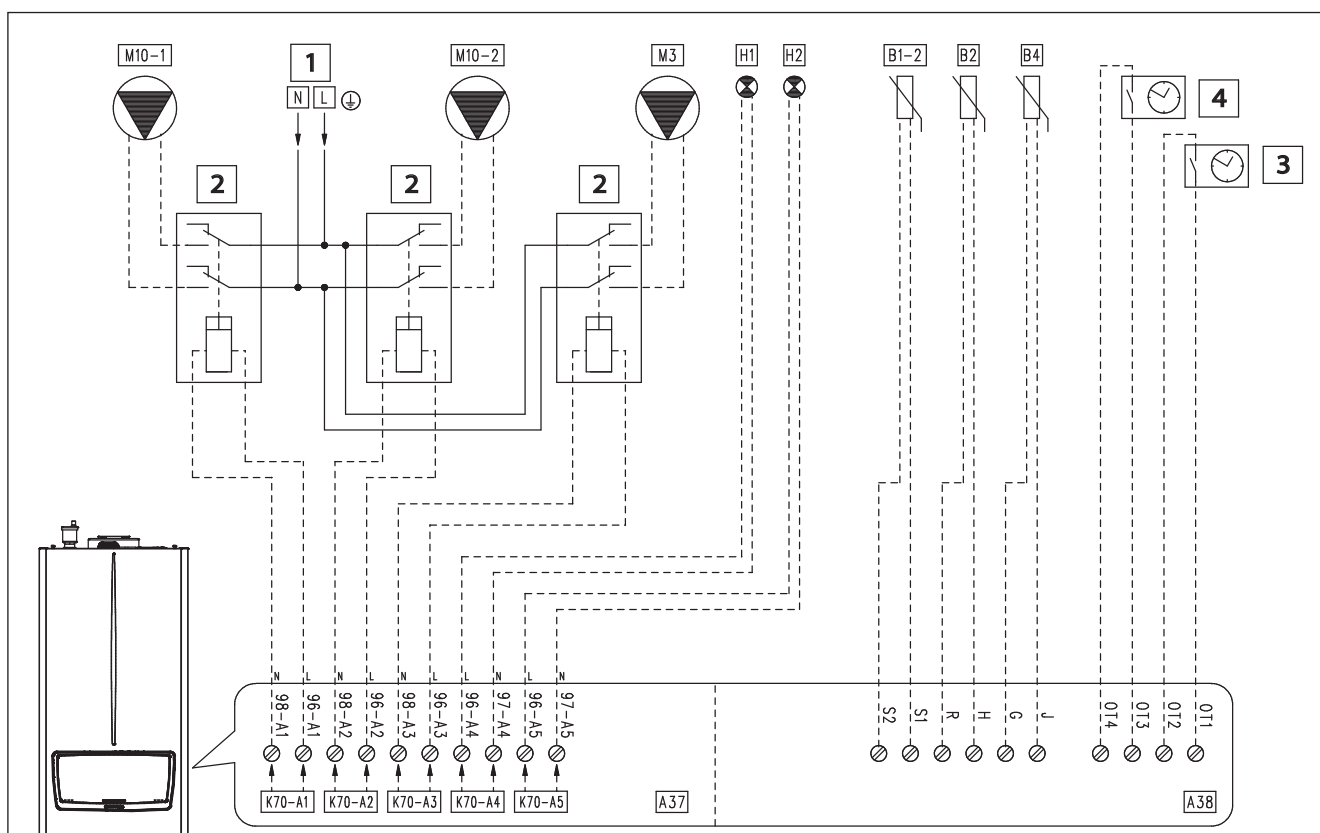 M10-1
1
M10-2
M3
H1
H2
B1-2
B2
B4
N
L
4
3
2
2
2
N
L
N
L
N
L
L
N
L
N
98-A1
96-A1
98-A2
96-A2
98-A3
96-A3
96-A4
97-A4
96-A5
97-A5
S2
S1
R
H
G
J
OT4
OT3
OT2
OT1
K70-A1
K70-A2
K70-A3
K70-A4
K70-A5
A37
A38